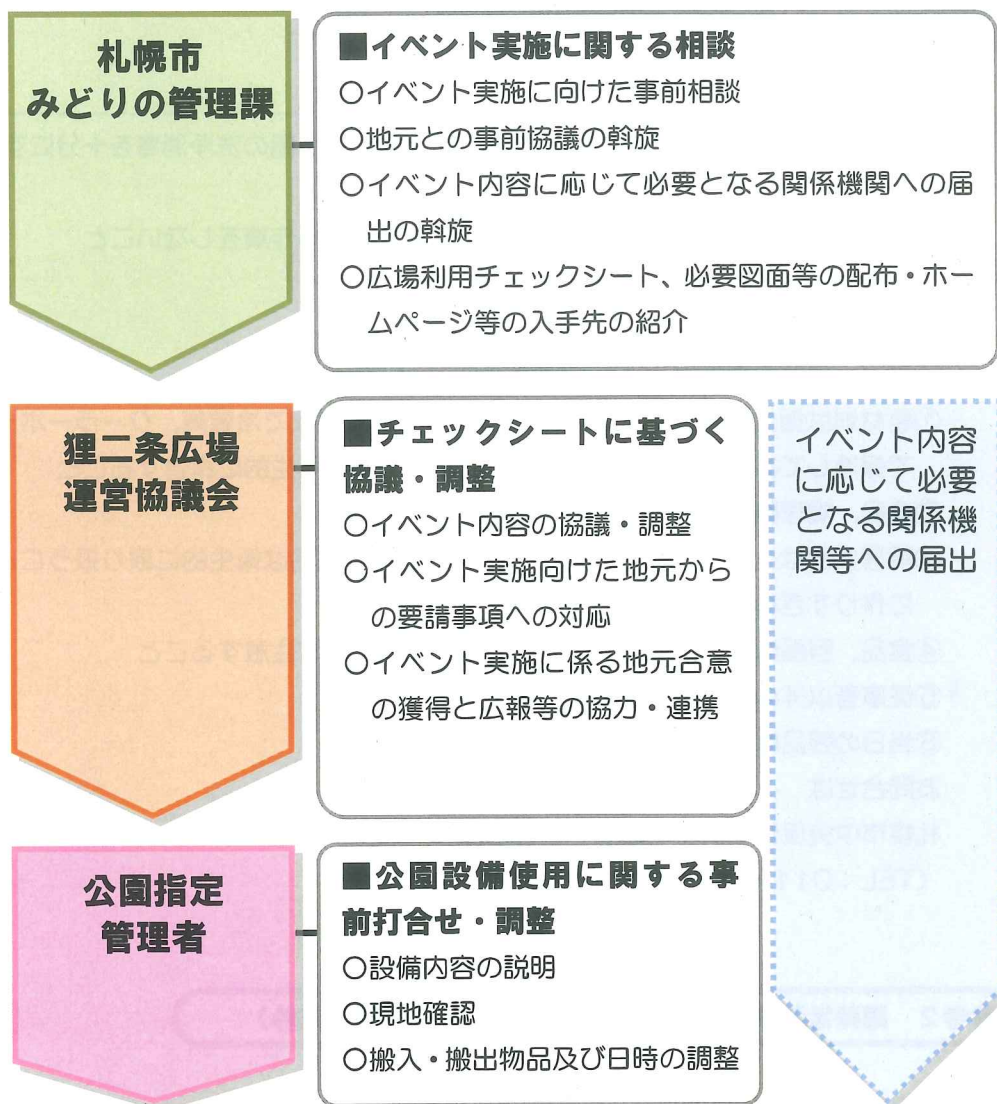 札幌市
みどりの管理課
■イベント実施に関する相談
○イベント実施に向けた事前相談
○地元との事前協議の斡旋
○イベント内容に応じて必要となる関係機関への届
出の斡旋
○広場利用チェックシート、必要図面等の配布・ホー
ムページ等の入手先の紹介
狸二条広場
運営協議会
■チェックシートに基づく
協議・調整
○イベント内容の協議・調整
○イベント実施向けた地元から
の要請事項への対応
○イベント実施に係る地元合意
の獲得と広報等の協力・連携
イベント内容
に応じて必要
となる関係機
関等への届出
公園指定
管理者
■公園設備使用に関する事
前打合せ・調整
○設備内容の説明
○現地確認
○搬入・搬出物品及び日時の調整